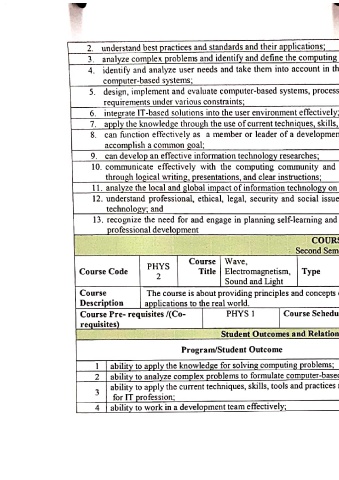 2. understand best practices and standards and their applications;
3. analyze complex problems and identify and define the computing
4. identify and analyze user needs and take them into account in th
computer-based systems;
5. design, implement and evaluate computer-based systems, process
requirements under various constraints;
6. integrate IT-based solutions into the user environment effectively;
7. apply the knowledge through the use of current techniques, skills,
8. can function effectively as a member or leader of a developmen
accomplish a common goal;
9. can develop an effective information technology researches;
10. communicate effectively with the computing community and
through logical writing, presentations, and clear instructions;
11. analyze the local and global impact of information technology on
12. understand professional, ethical, legal, security and social issue
technology; and
13. recognize the need for and engage in planning self-learning and
professional development
COURS
Second Sem
Course Code PHYS 2 Course Title Wave, Electromagnetism, Sound and Light Type
Course Description The course is about providing principles and concepts
applications to the real world.
Course Pre- requisites /(Co-requisites) PHYS 1 Course Schedu
Student Outcomes and Relation
Program/Student Outcome
1 ability to apply the knowledge for solving computing problems;
2 ability to analyze complex problems to formulate computer-base
3 ability to apply the current techniques, skills, tools and practices
for IT profession;
4 ability to work in a development team effectively;